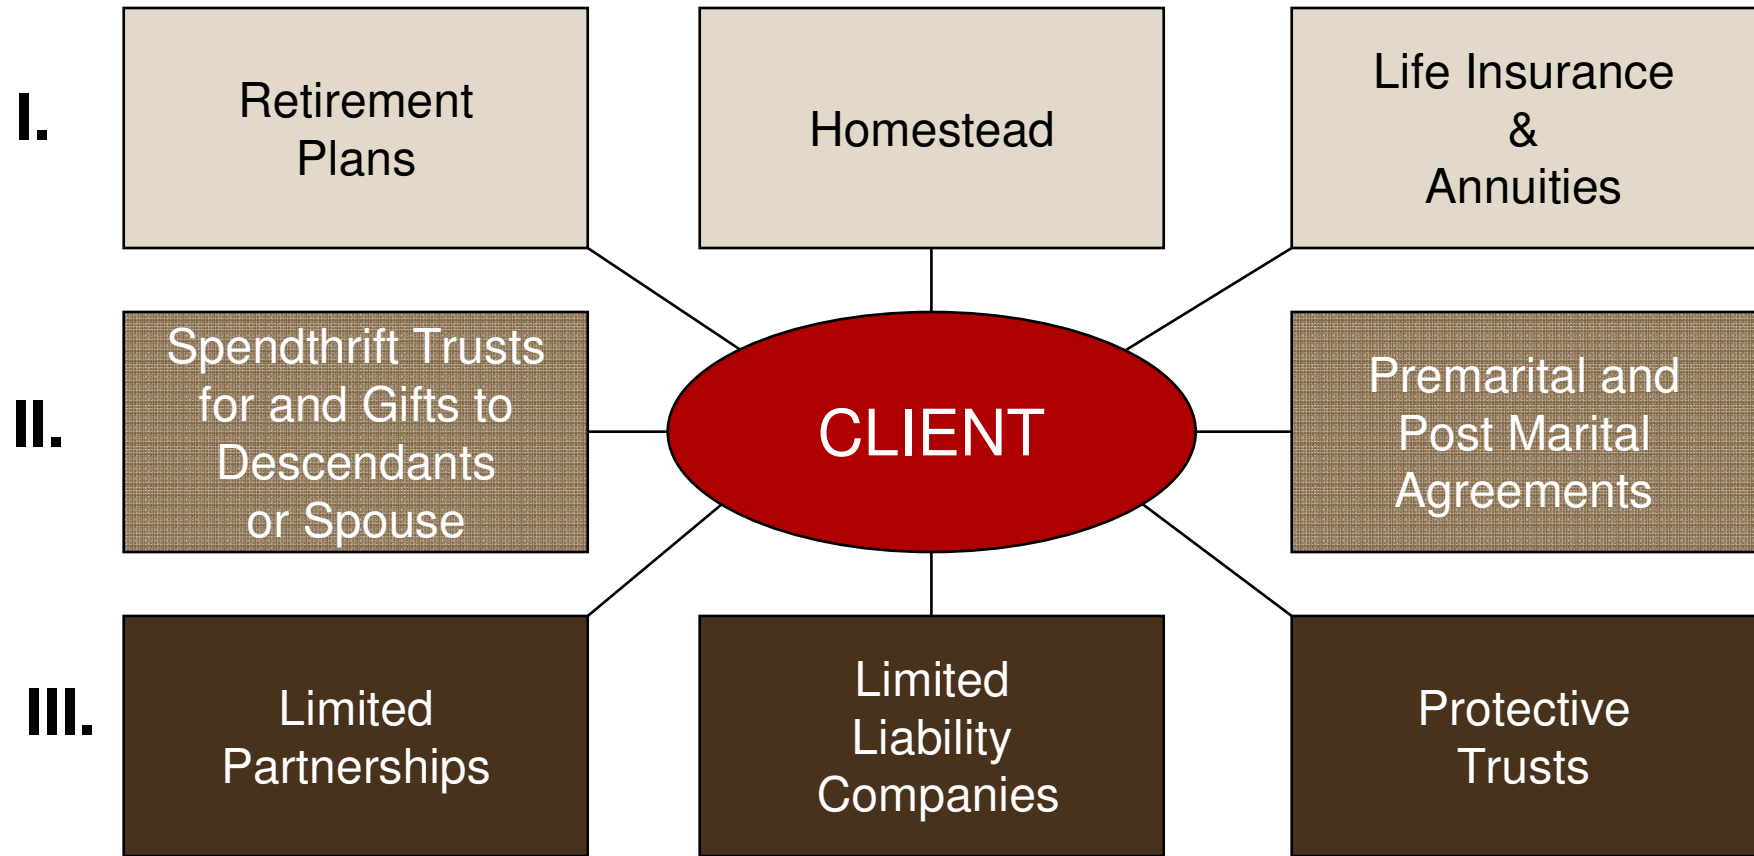 I.
Retirement
Plans
Homestead
Life Insurance
&
Annuities
II.
Spendthrift Trusts
for and Gifts to
Descendants
or Spouse
CLIENT
Premarital and
Post Marital
Agreements
III.
Limited
Partnerships
Limited
Liability
Companies
Protective
Trusts